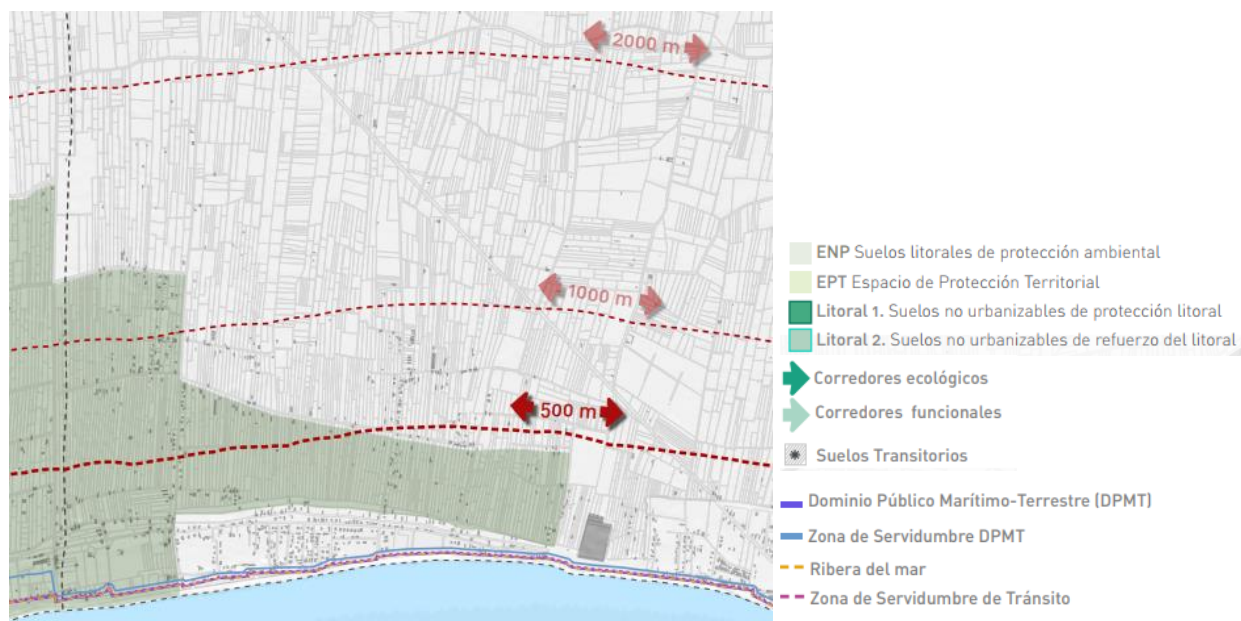 2000 m
1000 m
500 m
ENP Suelos litorales de protección ambiental
EPT Espacio de Protección Territorial
Litoral 1. Suelos no urbanizables de protección litoral
Litoral 2. Suelos no urbanizables de refuerzo del litoral
Corredores ecológicos
Corredores funcionales
Suelos Transitorios
Dominio Público Marítimo-Terrestre (DPMT)
Zona de Servidumbre DPMT
Ribera del mar
Zona de Servidumbre de Tránsito